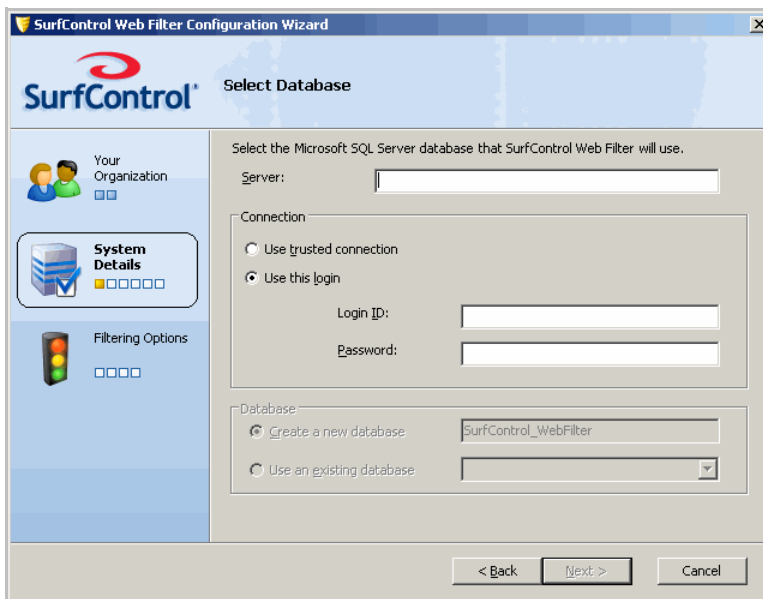 SurfControl Web Filter Configuration Wizard
SurfControl
Select Database
Your
Organization
System
Details
Filtering Options
Select the Microsoft SQL Server database that SurfControl Web Filter will use.
Server:
Connection
Use trusted connection
Use this login
Login ID:
Password:
Database
Create a new database
SurfControl_WebFilter
Use an existing database
< Back
Next >
Cancel